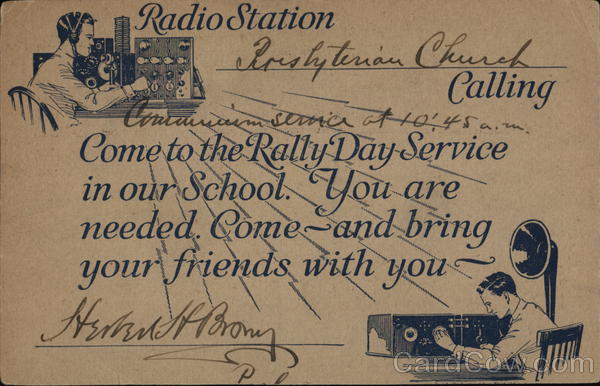 Radio Station
Presbyterian Church
Calling
Communion service at 10:45 a.m.
Come to the Rally Day Service
in our School. You are
needed. Come~and bring
your friends with you~
Herbert H
CardCow.com